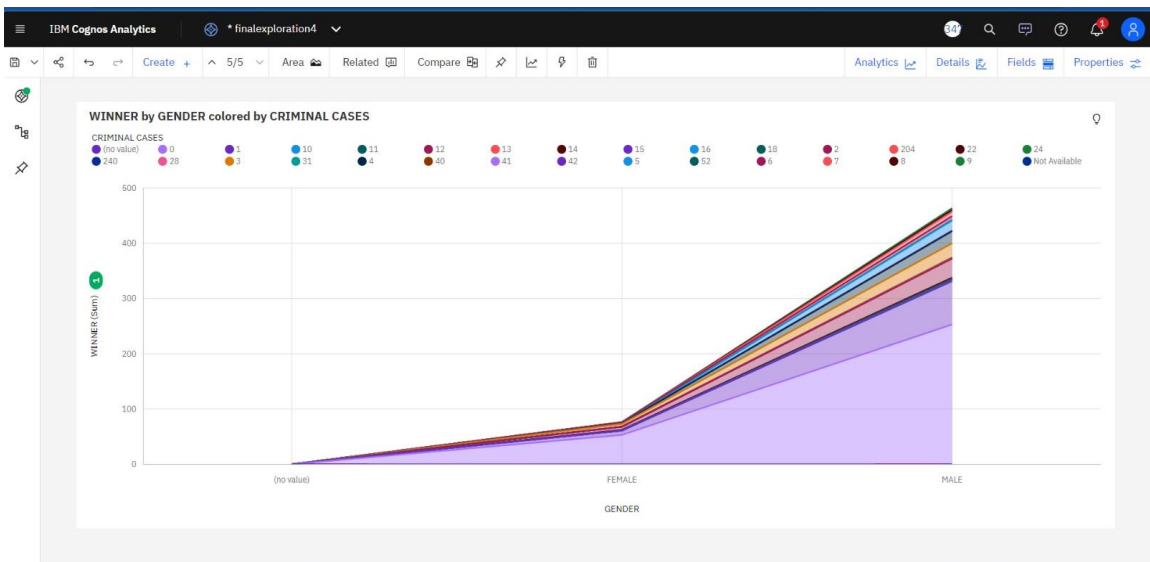 IBM Cognos Analytics * finalexploration4
1
Create + 5/5 Area Related Compare Analytics Details Fields Properties
WINNER by GENDER colored by CRIMINAL CASES
CRIMINAL CASES
(no value) 0 1 10 11 12 13 14 15 16 18 2 204 22 24
240 28 3 31 4 40 41 42 5 52 6 7 8 9 Not Available
500
400
300
200
100
0
WINNER (Sum) 1
(no value) FEMALE MALE
GENDER